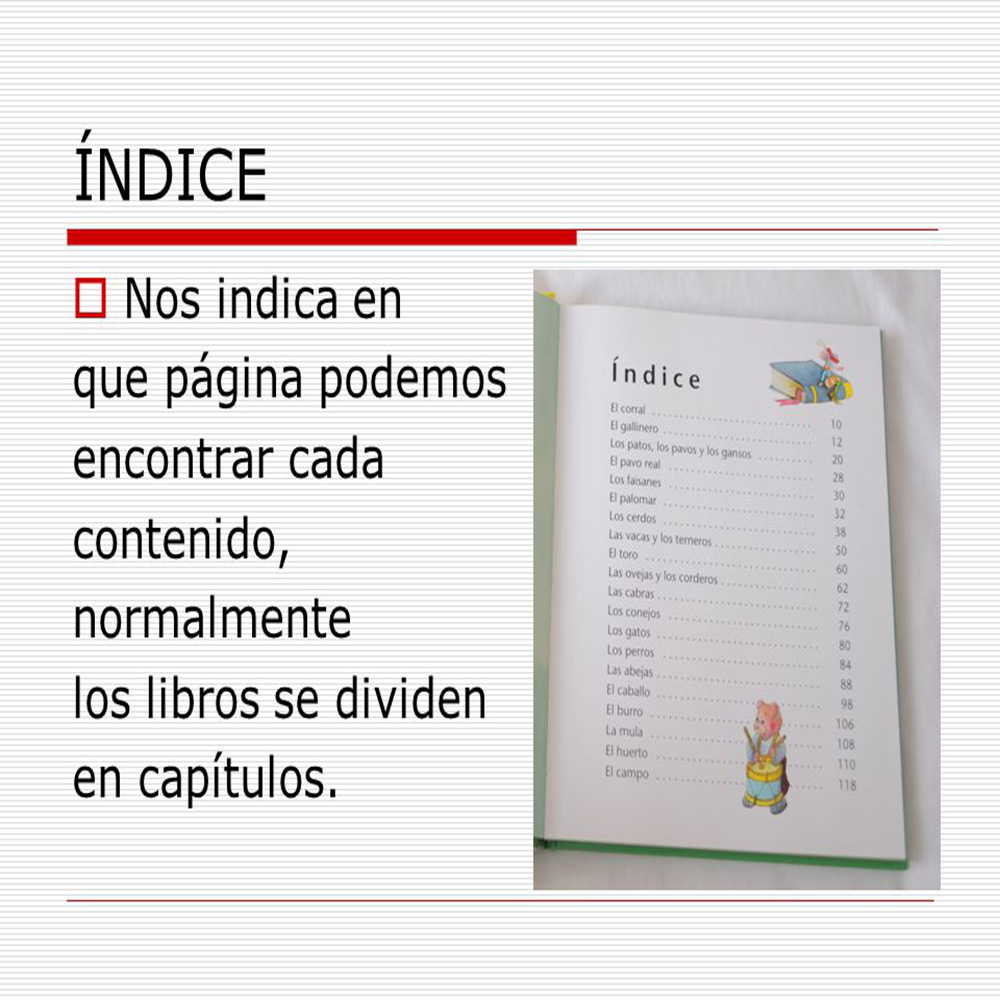 ÍNDICE
Nos indica en
que página podemos
encontrar cada
contenido,
normalmente
los libros se dividen
en capítulos.
Índice
El corral 10
El gallinero 12
Los patos, los pavos y los gansos 20
El pavo real 28
Los faisanes 30
El palomar 32
Los cerdos 38
Las vacas y los terneros 50
El toro 60
Las ovejas y los corderos 62
Las cabras 72
Los conejos 76
Los gatos 80
Los perros 84
Las abejas 88
El caballo 98
El burro 106
La mula 108
El huerto 110
El campo 118